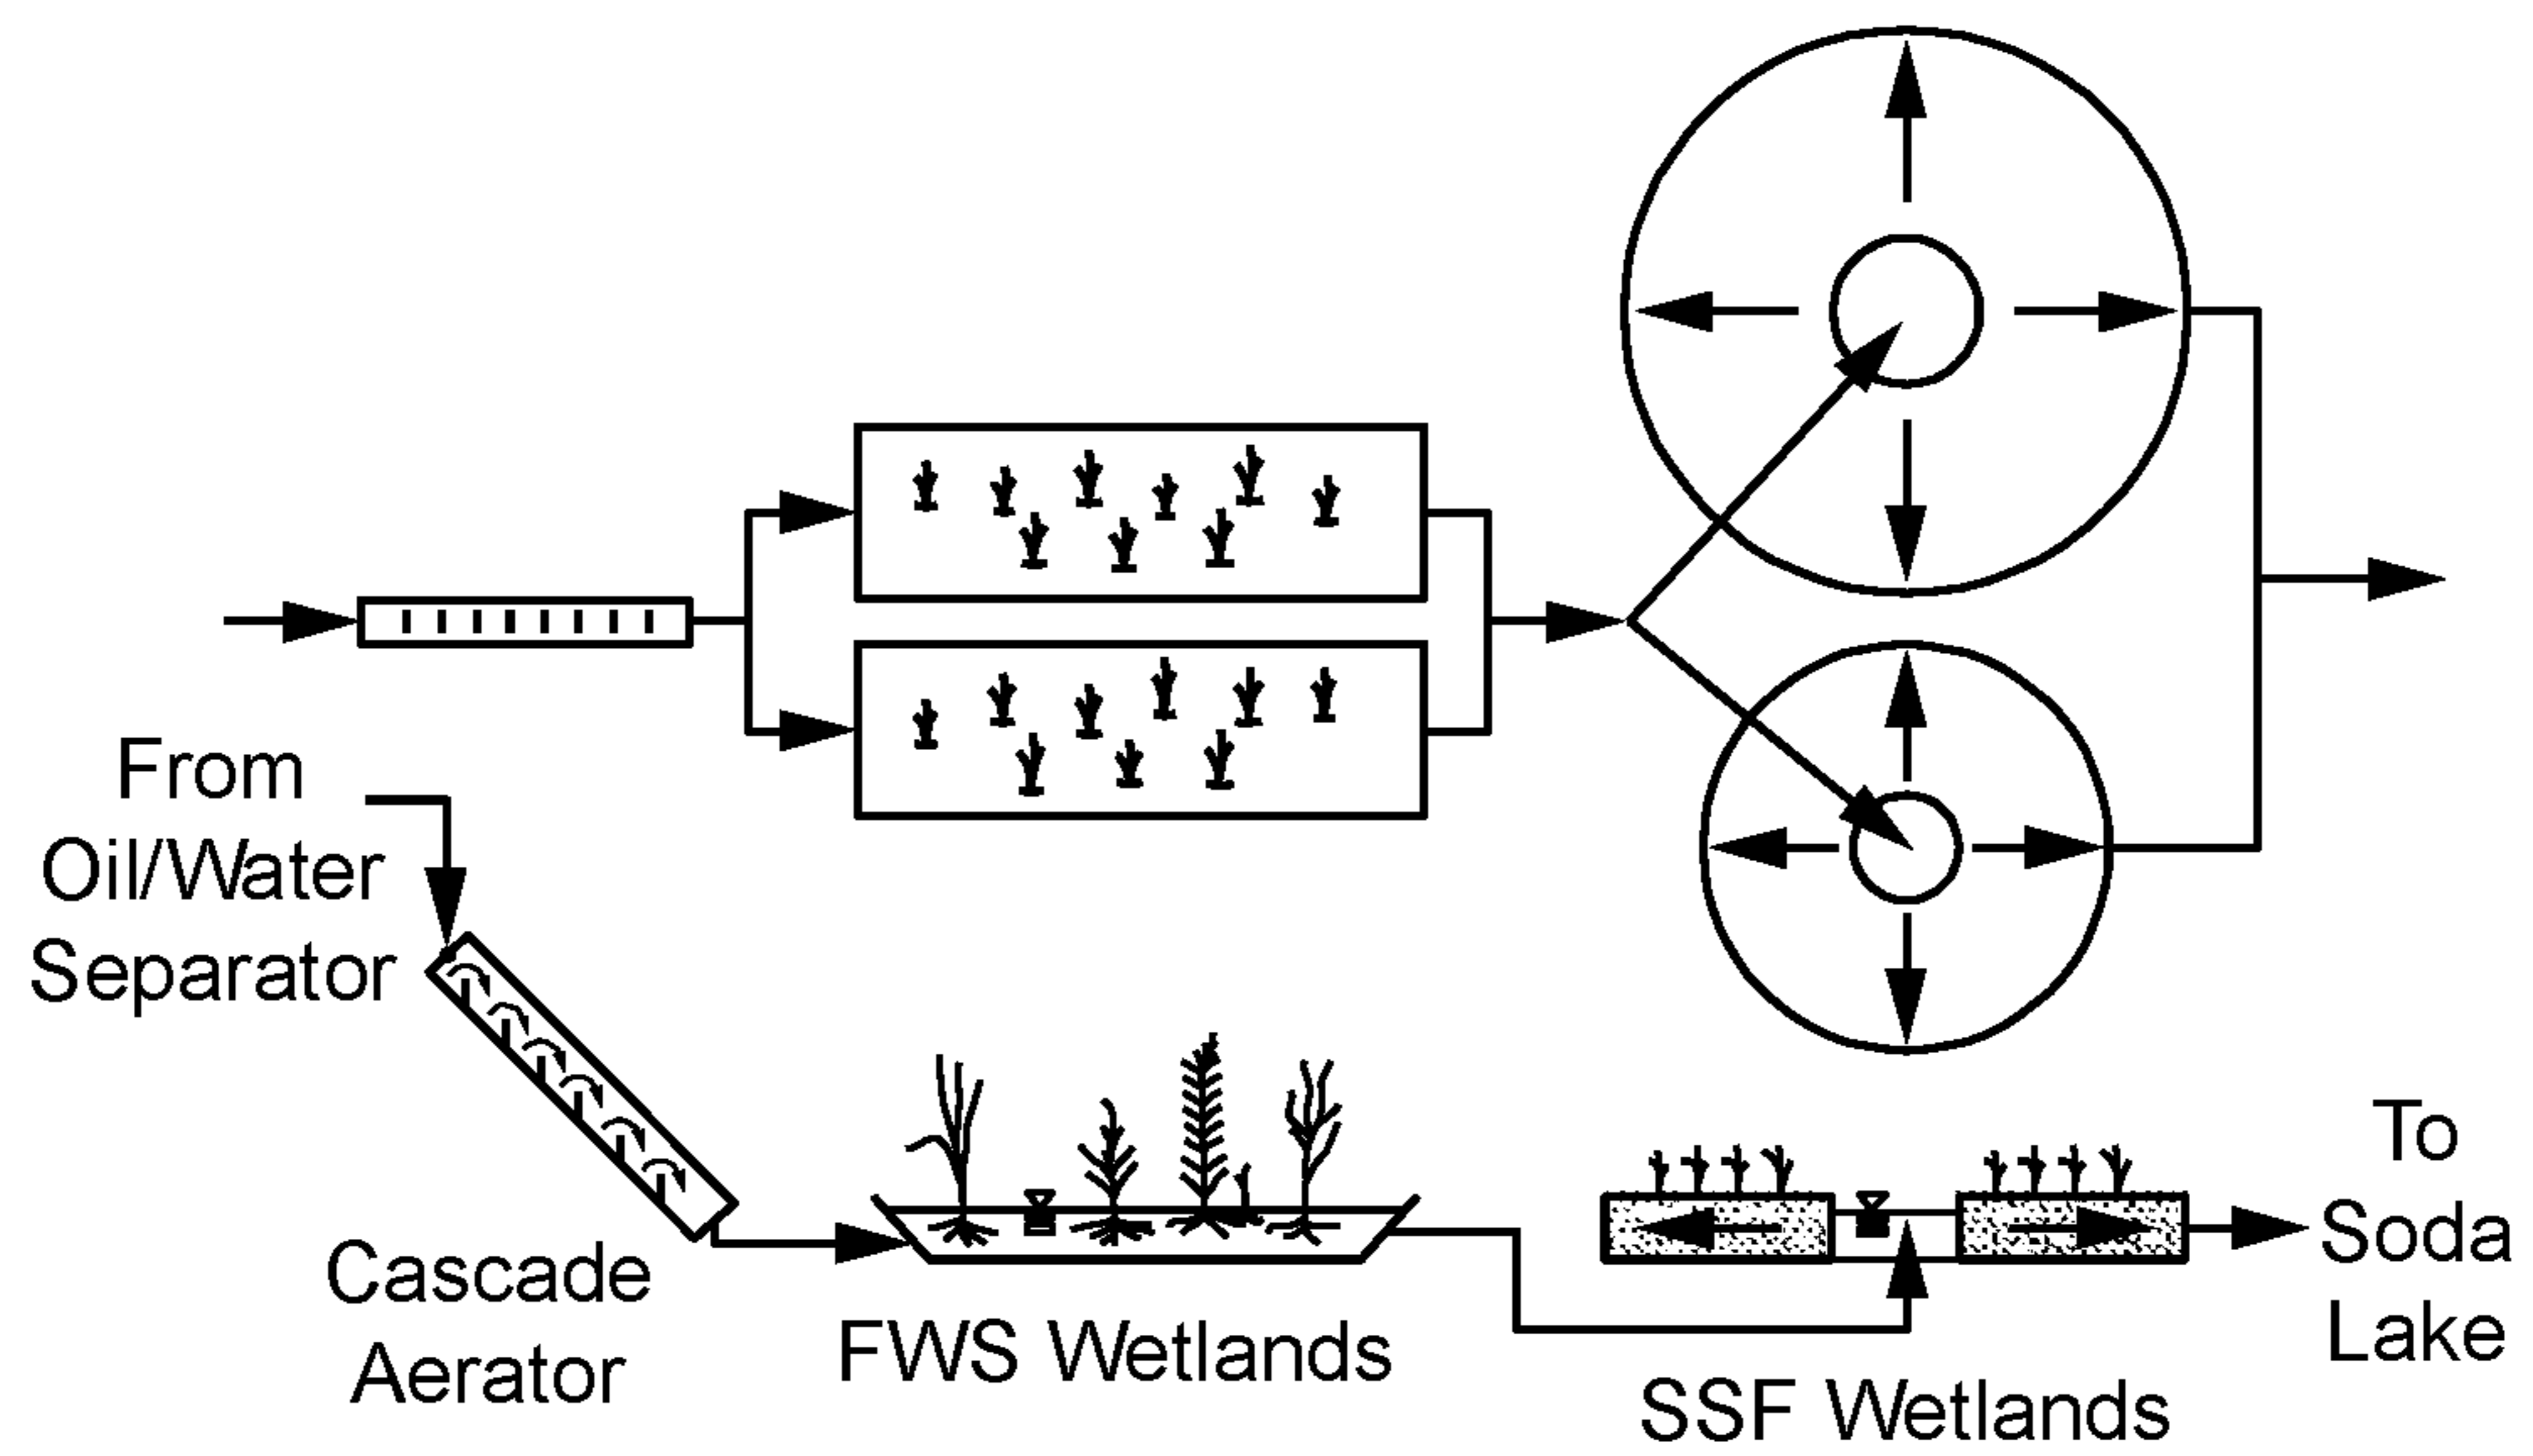 From
Oil/Water
Separator
Cascade
Aerator
FWS Wetlands
SSF Wetlands
To
Soda
Lake